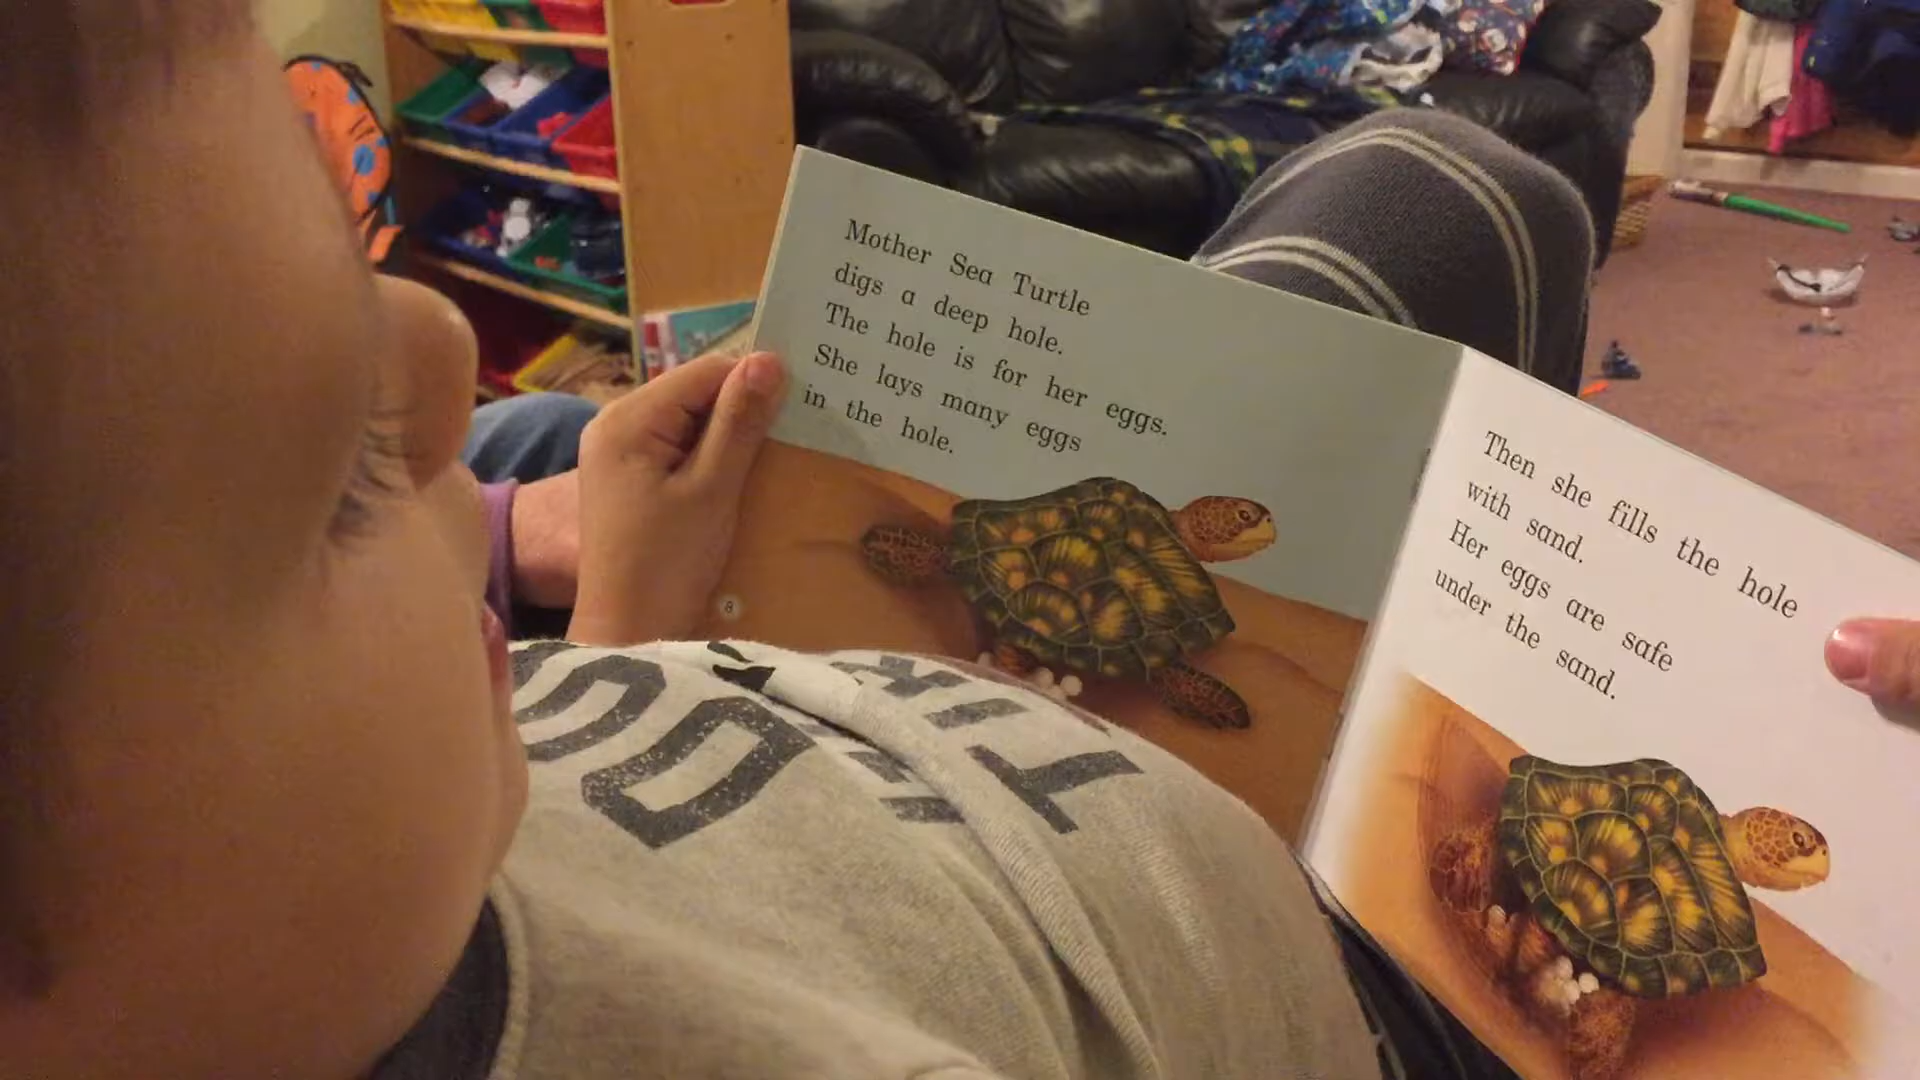 Mother Sea Turtle
digs a deep hole.
The hole is for her eggs.
She lays many eggs
in the hole.
8
Then she fills the hole
with sand.
Her eggs are safe
under the sand.